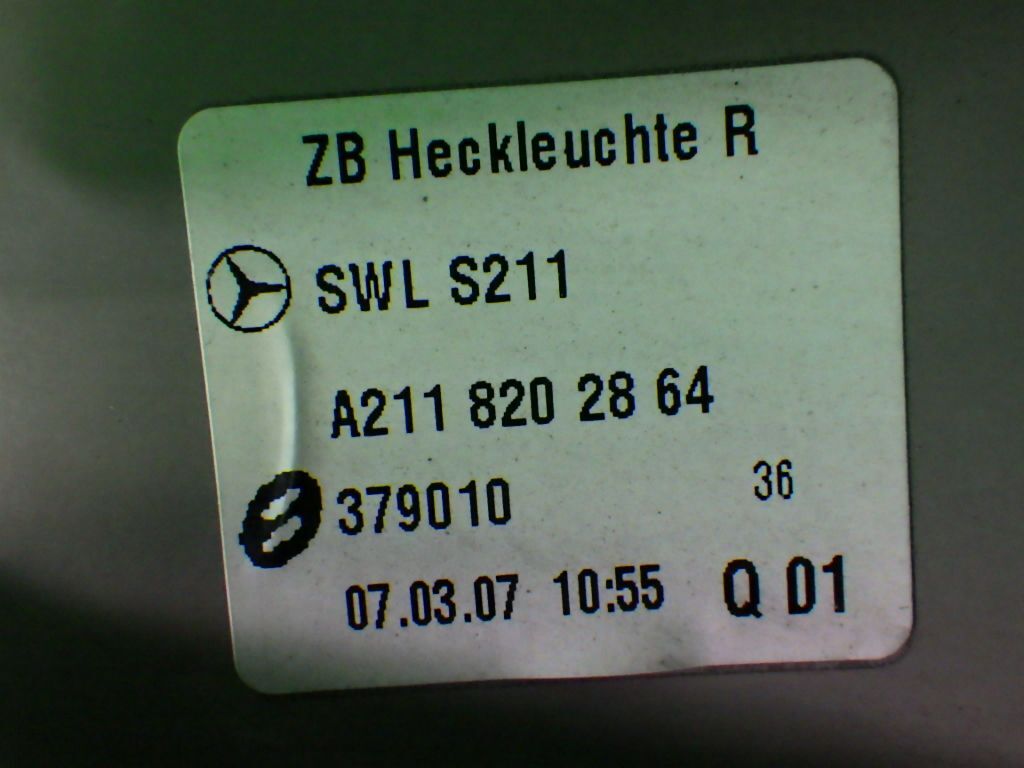 ZB Heckleuchte R
SWL S211
A211 820 28 64
379010 36
07.03.07 10:55 Q 01